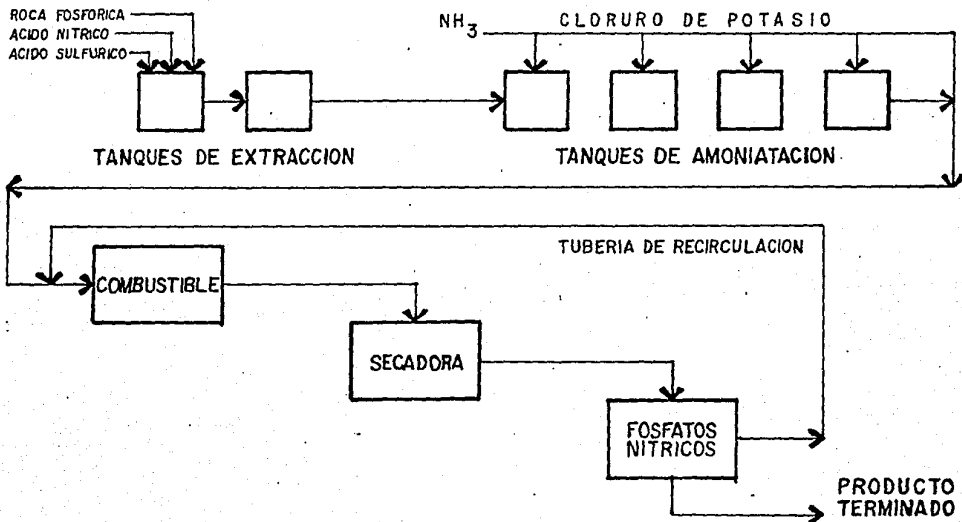 ROCA FOSFORICA
ACIDO NITRICO
ACIDO SULFURICO
NH3
CLORURO DE POTASIO
TANQUES DE EXTRACCION
TANQUES DE AMONIATACION
TUBERIA DE RECIRCULACION
COMBUSTIBLE
SECADORA
FOSFATOS
NITRICOS
PRODUCTO
TERMINADO